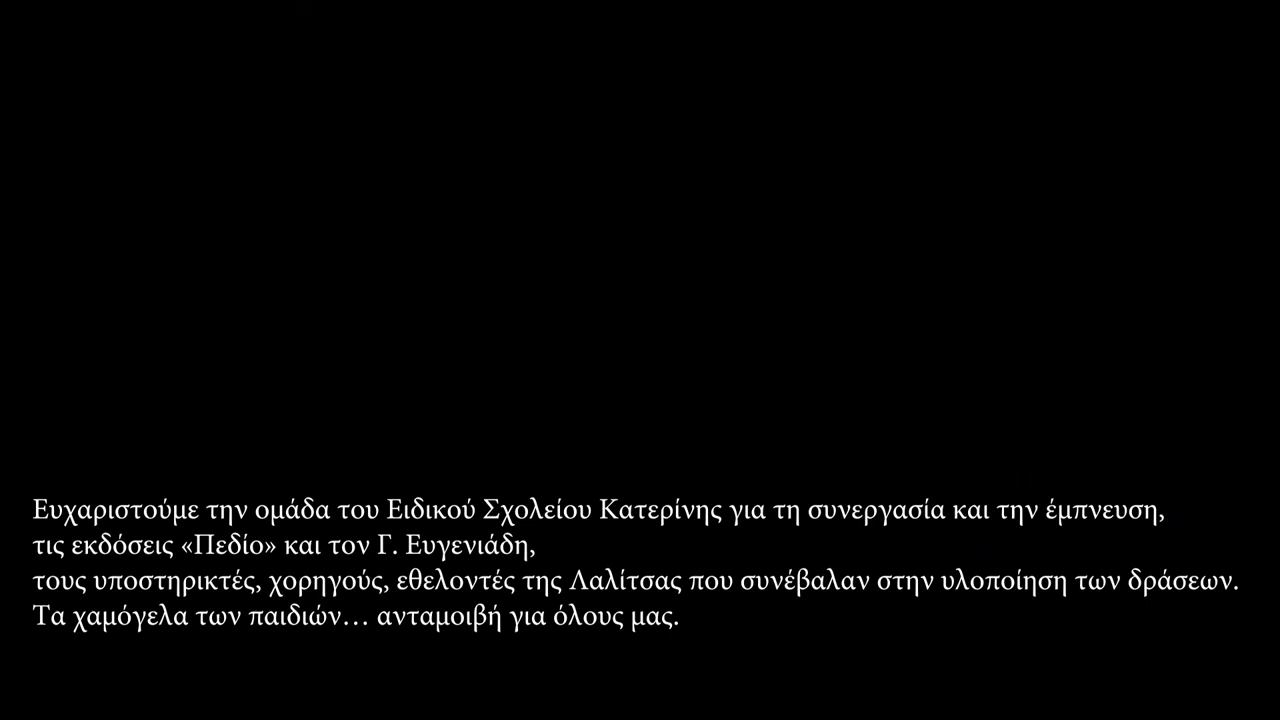 Ευχαριστούμε την ομάδα του Ειδικού Σχολείου Κατερίνης για τη συνεργασία και την έμπνευση,
τις εκδόσεις «Πεδίο» και τον Γ. Ευγενιάδη,
τους υποστηρικτές, χορηγούς, εθελοντές της Λαλίτσας που συνέβαλαν στην υλοποίηση των δράσεων.
Τα χαμόγελα των παιδιών… ανταμοιβή για όλους μας.